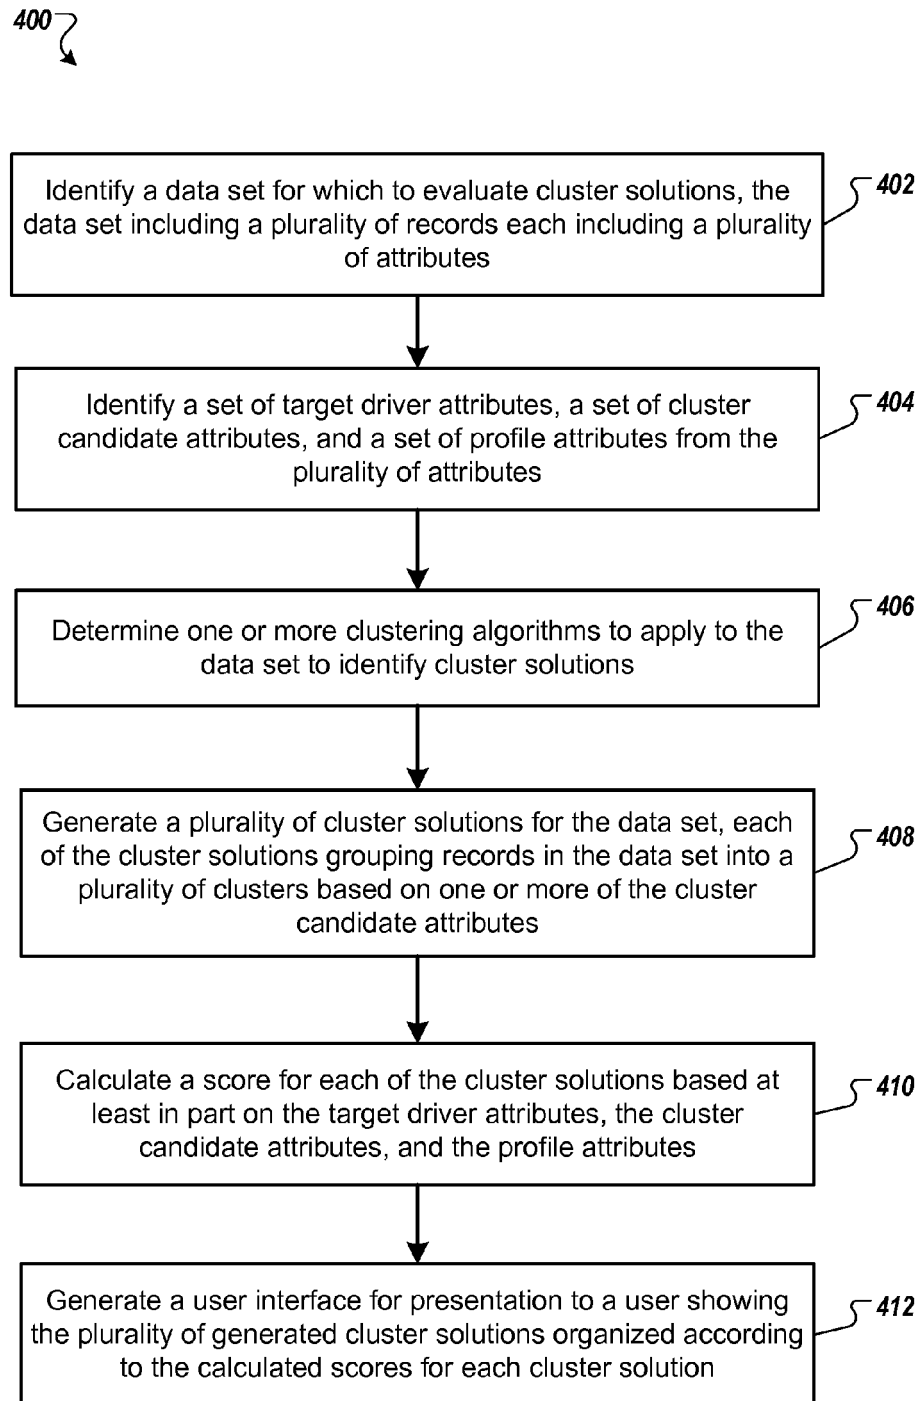 400
Identify a data set for which to evaluate cluster solutions, the
data set including a plurality of records each including a plurality
of attributes
402
Identify a set of target driver attributes, a set of cluster
candidate attributes, and a set of profile attributes from the
plurality of attributes
404
Determine one or more clustering algorithms to apply to the
data set to identify cluster solutions
406
Generate a plurality of cluster solutions for the data set, each
of the cluster solutions grouping records in the data set into a
plurality of clusters based on one or more of the cluster
candidate attributes
408
Calculate a score for each of the cluster solutions based at
least in part on the target driver attributes, the cluster
candidate attributes, and the profile attributes
410
Generate a user interface for presentation to a user showing
the plurality of generated cluster solutions organized according
to the calculated scores for each cluster solution
412